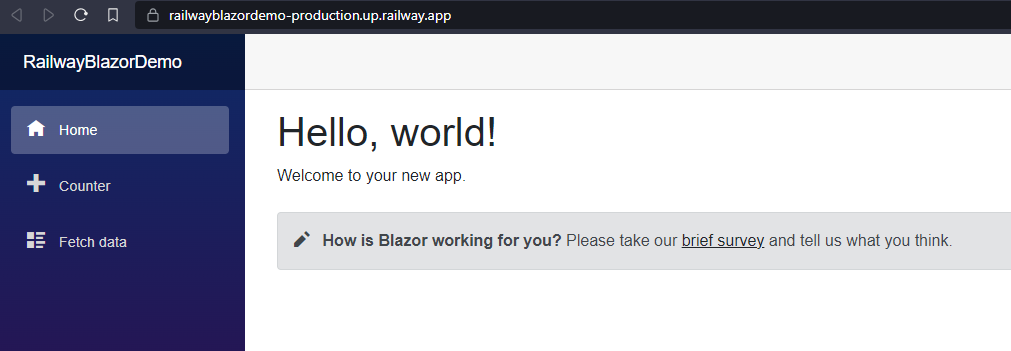 railwayblazordemo-production.up.railway.app
RailwayBlazorDemo
Home
Counter
Fetch data
Hello, world!
Welcome to your new app.
How is Blazor working for you? Please take our brief survey and tell us what you think.